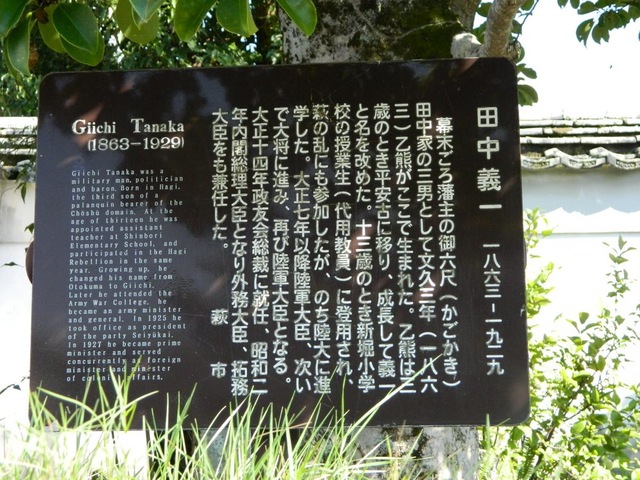 Giichi Tanaka
(1863-1929)
Giichi Tanaka was a
military man, politician
and baron. Born in Hagi,
the third son of a
palanquin bearer of the
Chōshū domain. At the
age of thirteen he was
appointed assistant
teacher at Shinbori
Elementary School, and
participated in the Hagi
Rebellion in the same
year. Growing up, he
changed his name from
Otokuma to Giichi.
Later he attended the
Army War College, he
became an army minister
and general. In 1925 he
took office as president
of the party Seiyūkai.
In 1927 he became prime
minister and served
concurrently as foreign
minister and minister
of colonial affairs.
田中義一 一八六三―一九二九
幕末ごろ藩主の御六尺（かごかき）
田中家の三男として文久三年（一八六
三）乙熊がここで生まれた。乙熊は三
歳のとき平安古に移り、成長して義一
と名を改めた。十三歳のとき新堀小学
校の授業生（代用教員）に登用され、
萩の乱にも参加したが、のち陸大に進
学した。大正七年以降陸軍大臣、次い
で大将に進み、再び陸軍大臣となる。
大正十四年政友会総裁に就任、昭和二
年内閣総理大臣となり外務大臣、拓務
大臣をも兼任した。
萩市